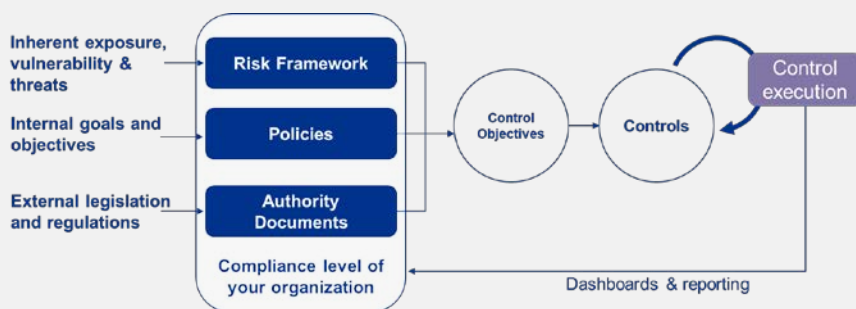 Inherent exposure,
vulnerability &
threats
Risk Framework
Internal goals and
objectives
Policies
External legislation
and regulations
Authority
Documents
Compliance level of
your organization
Control
Objectives
Controls
Control
execution
Dashboards & reporting